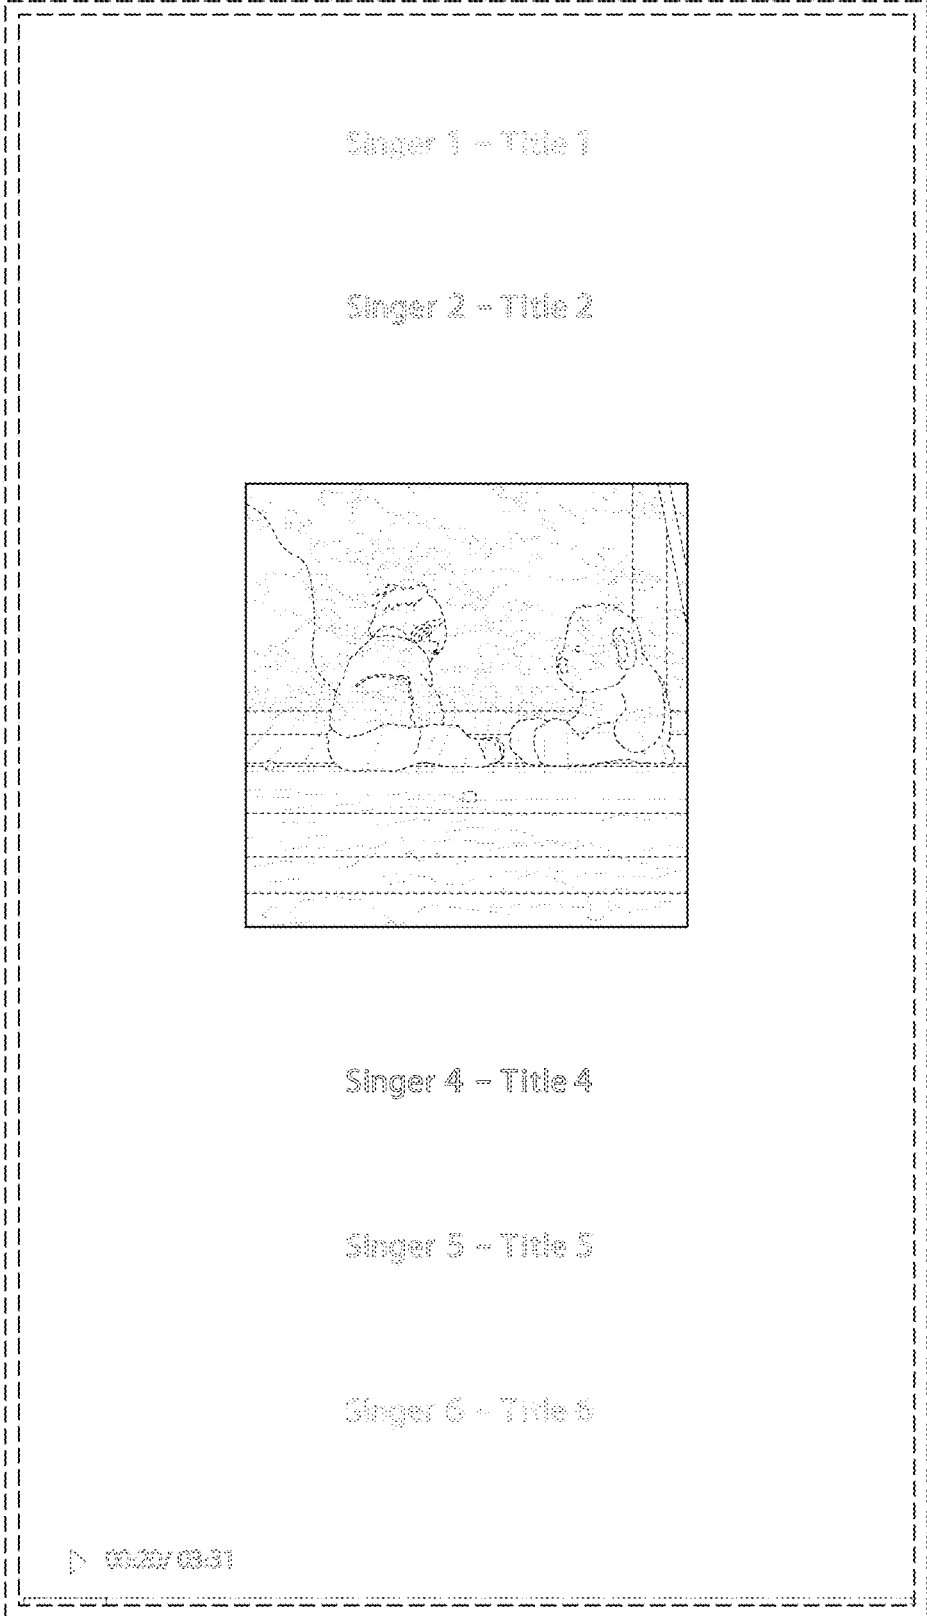 Singer 1 - Title 1
Singer 2 - Title 2
Singer 4 - Title 4
Singer 5 - Title 5
Singer 6 - Title 6
00:20/ 03:31